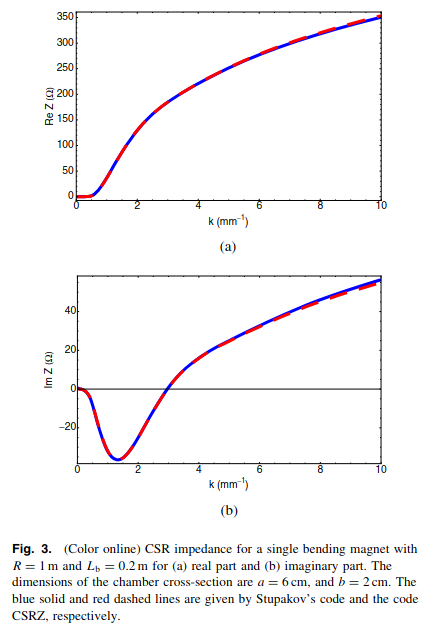 350
300
250
200
150
100
50
0
Re Z (Ω)
0 2 4 6 8 10
k (mm⁻¹)
(a)
40
20
0
−20
Im Z (Ω)
0 2 4 6 8 10
k (mm⁻¹)
(b)
Fig. 3. (Color online) CSR impedance for a single bending magnet with
R = 1 m and L_b = 0.2 m for (a) real part and (b) imaginary part. The
dimensions of the chamber cross-section are a = 6 cm, and b = 2 cm. The
blue solid and red dashed lines are given by Stupakov's code and the code
CSRZ, respectively.